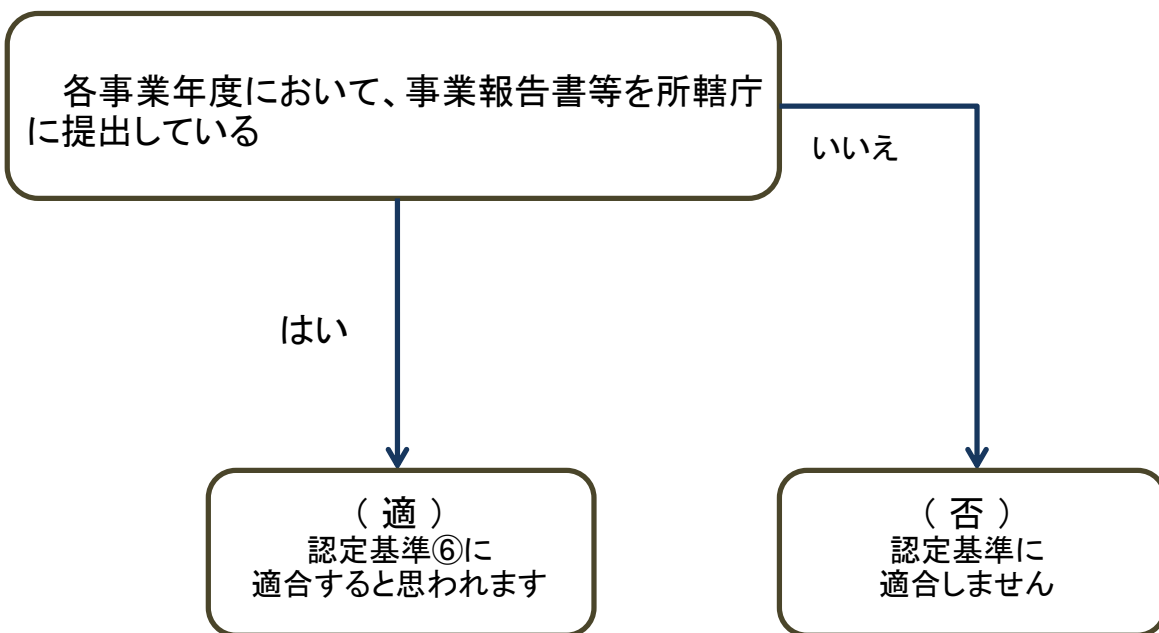 各事業年度において、事業報告書等を所轄庁
に提出している
いいえ
はい
（ 適 ）
認定基準⑥に
適合すると思われます
（ 否 ）
認定基準に
適合しません